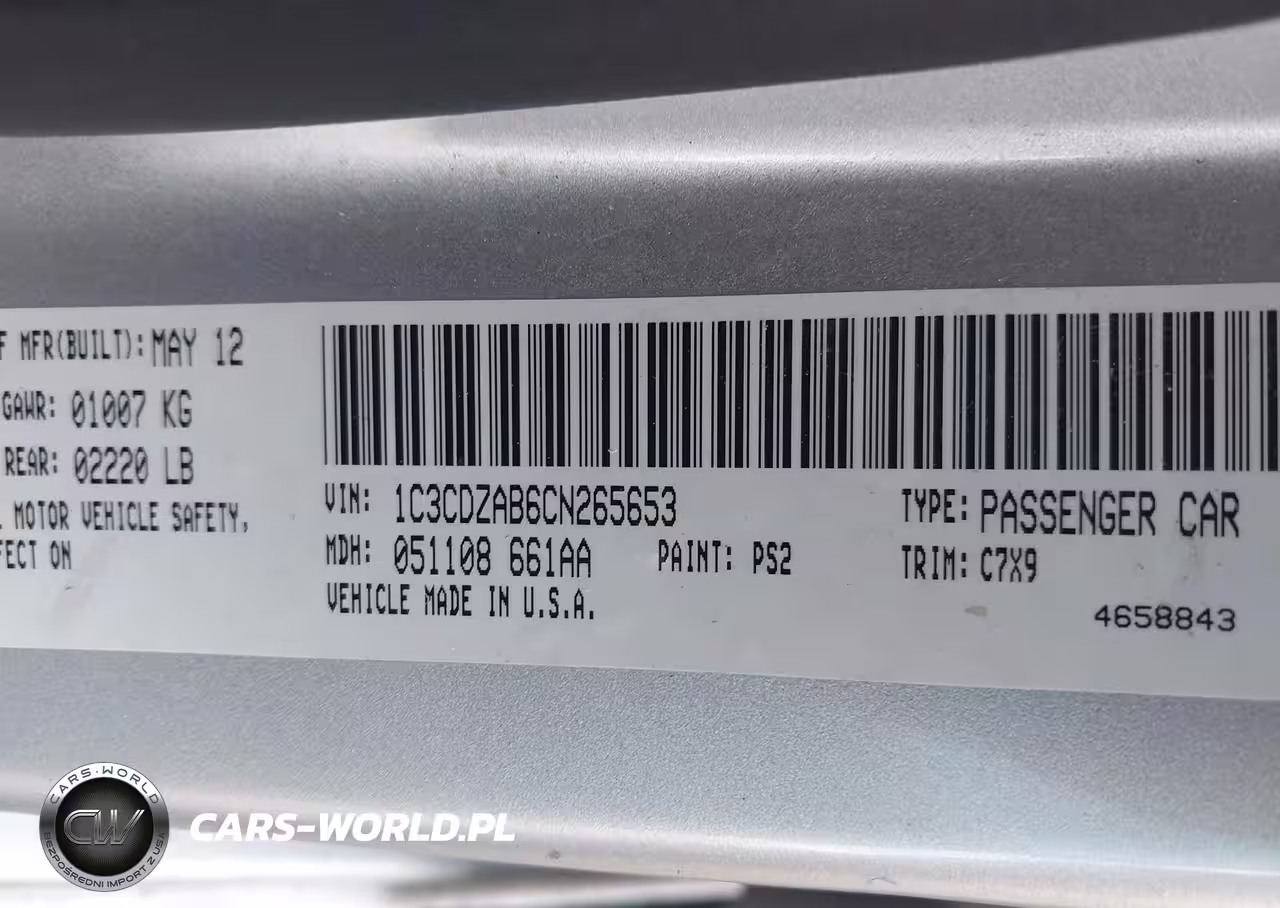 F MFR(BUILT): MAY 12
GAWR: 01007 KG
REAR: 02220 LB
MOTOR VEHICLE SAFETY,
FECT ON
VIN: 1C3CDZAB6CN265653
TYPE: PASSENGER CAR
MDH: 051108 661AA PAINT: PS2
TRIM: C7X9
VEHICLE MADE IN U.S.A.
4658843
CARS-WORLD
CW
BEZPOŚREDNI IMPORT Z USA
CARS-WORLD.PL